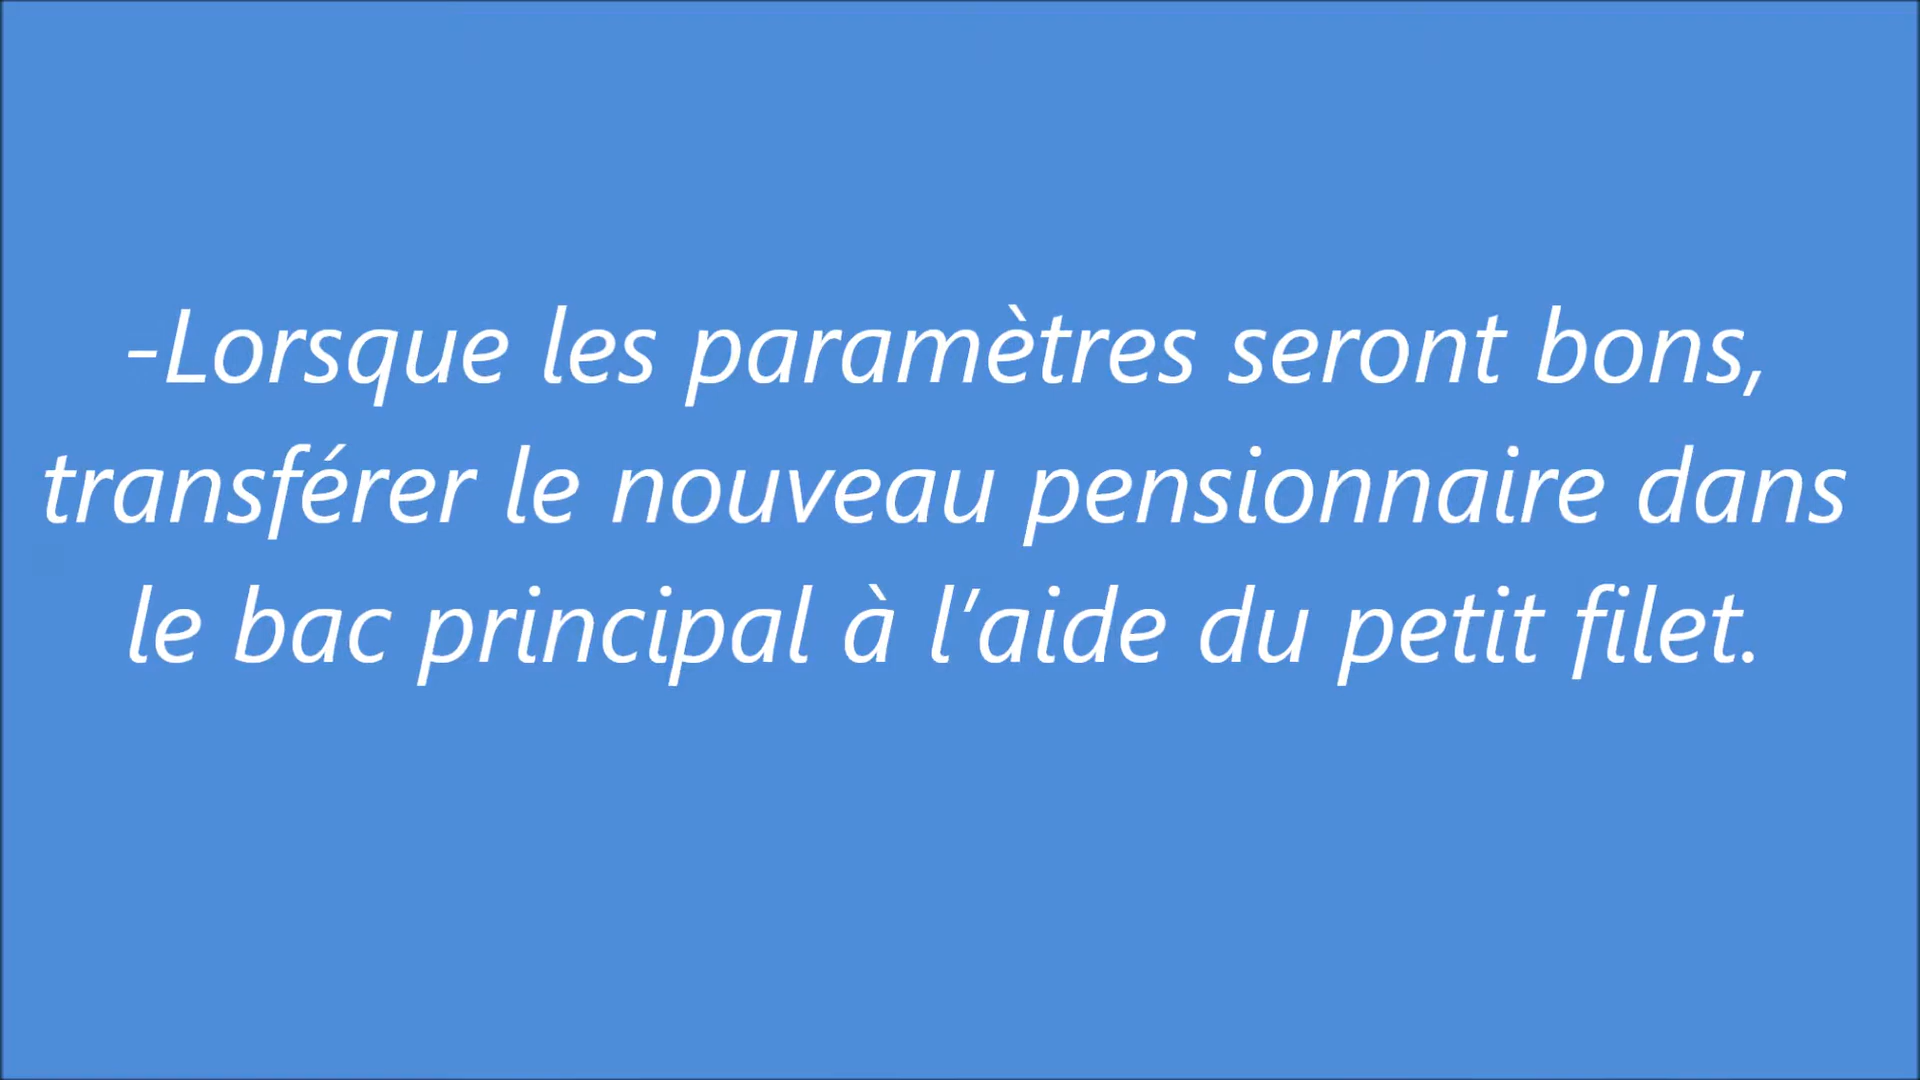 -Lorsque les paramètres seront bons,
transférer le nouveau pensionnaire dans
le bac principal à l’aide du petit filet.